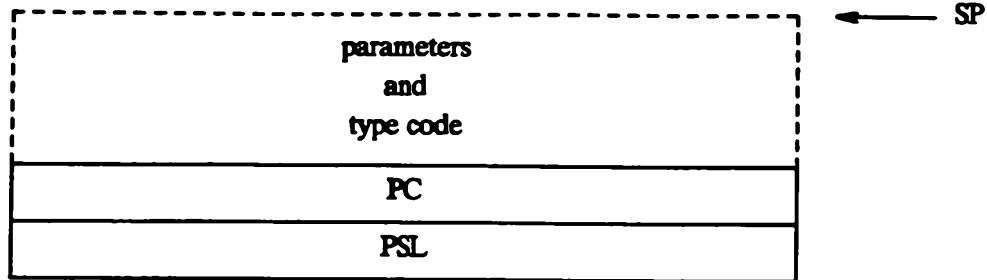 SP
parameters
and
type code
PC
PSL